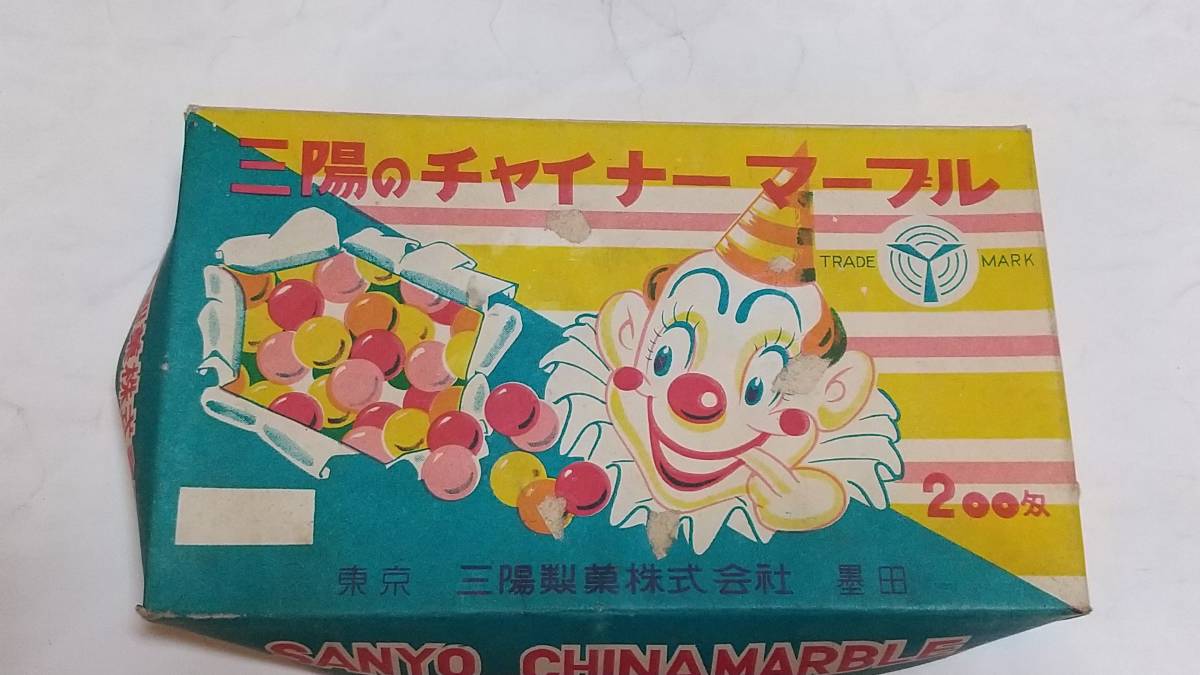 三陽のチャイナーマーブル
TRADE MARK
200匁
東京 三陽製菓株式会社 墨田
SANYO CHINAMARBLE